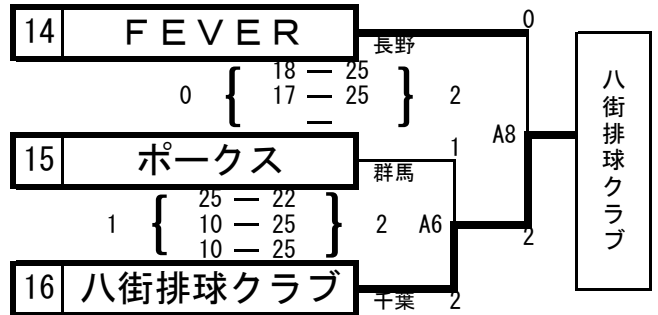 14 ＦＥＶＥＲ 0
長野
18 ― 25
0 { 17 ― 25 } 2
―
15 ポークス 1 A8
群馬
25 ― 22
1 { 10 ― 25 } 2 A6
10 ― 25
2
16 八街排球クラブ
千葉 2
八街排球クラブ